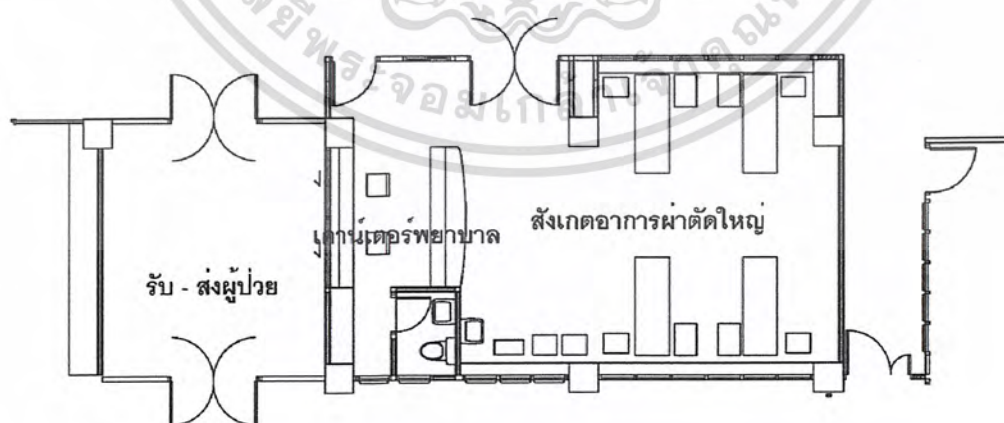 สังเกตอาการผ่าตัดใหญ่
เคาน์เตอร์พยาบาล
รับ - ส่งผู้ป่วย